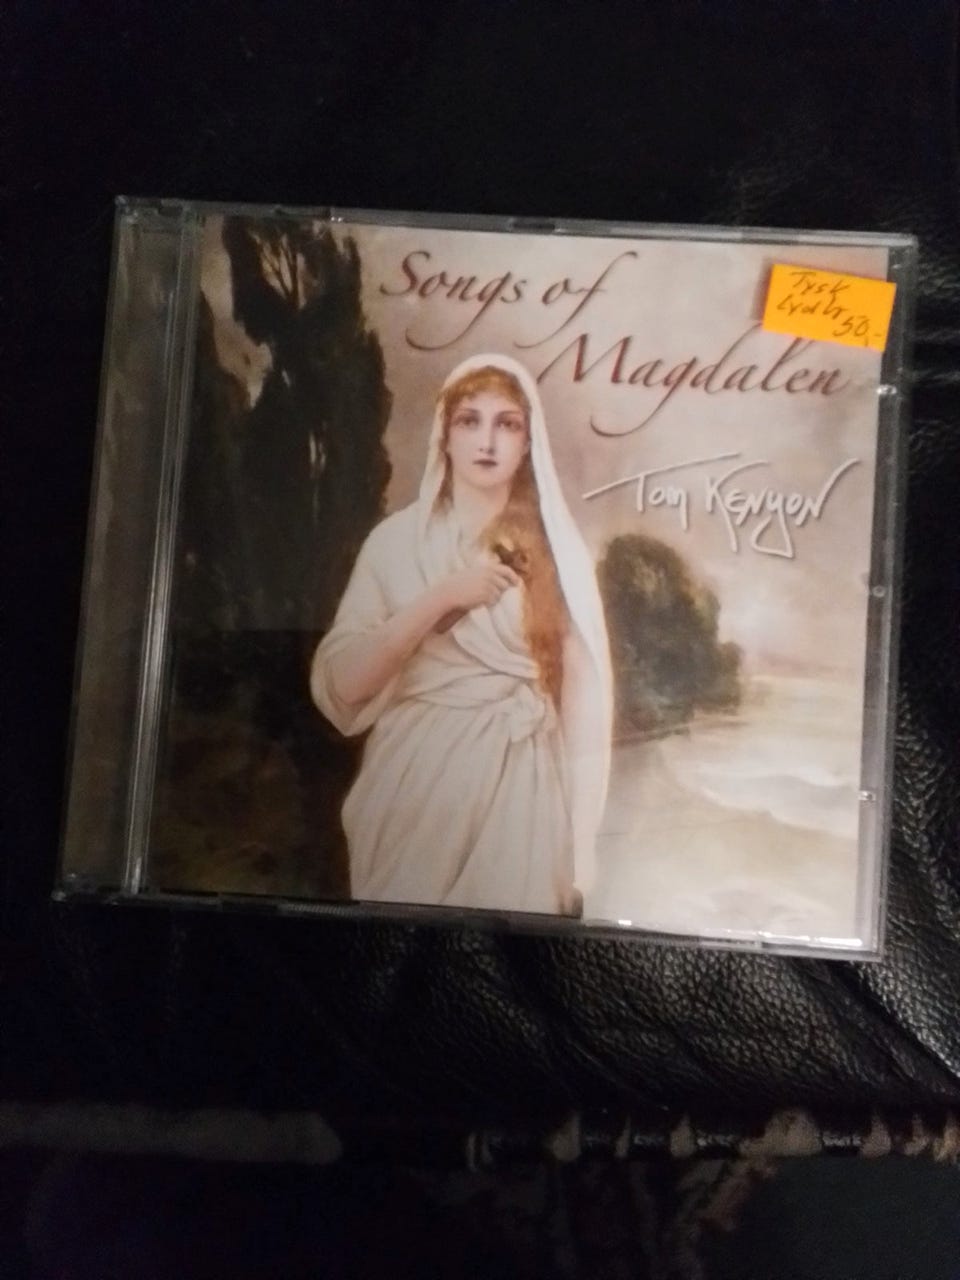 Songs of
Magdalen
Tysk
50,-
Tom Kenyon